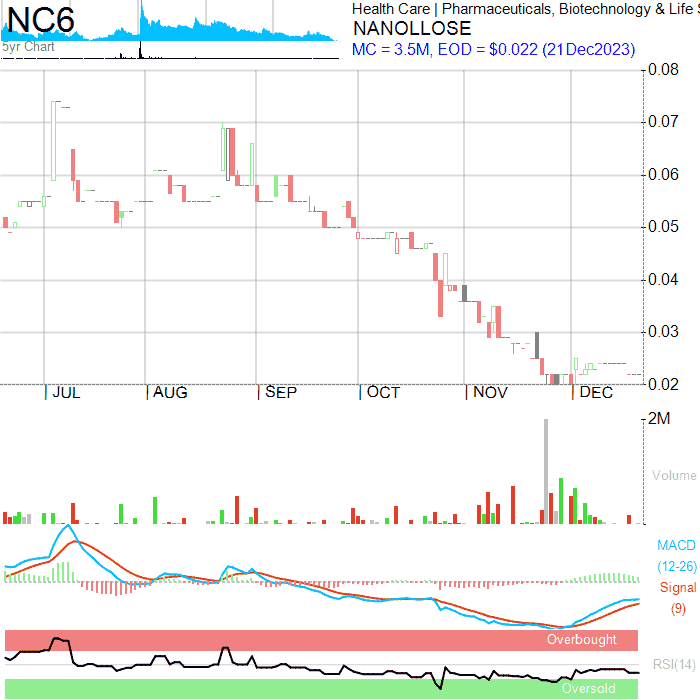 NC6
5yr Chart
Health Care | Pharmaceuticals, Biotechnology & Life S
NANOLLOSE
MC = 3.5M, EOD = $0.022 (21Dec2023)
0.08
0.07
0.06
0.05
0.04
0.03
0.02
JUL AUG SEP OCT NOV DEC
2M
Volume
MACD
(12-26)
Signal
(9)
Overbought
RSI(14)
Oversold